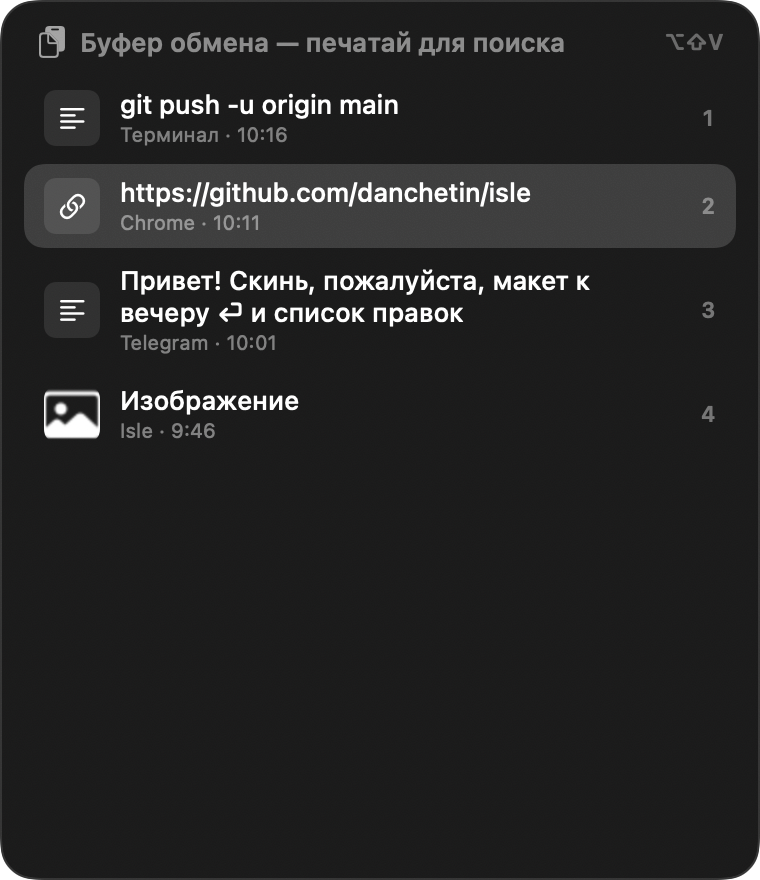 Буфер обмена — печатай для поиска ⌥⇧V
git push -u origin main
Терминал · 10:16
1
https://github.com/danchetin/isle
Chrome · 10:11
2
Привет! Скинь, пожалуйста, макет к
вечеру ⏎ и список правок
Telegram · 10:01
3
Изображение
Isle · 9:46
4